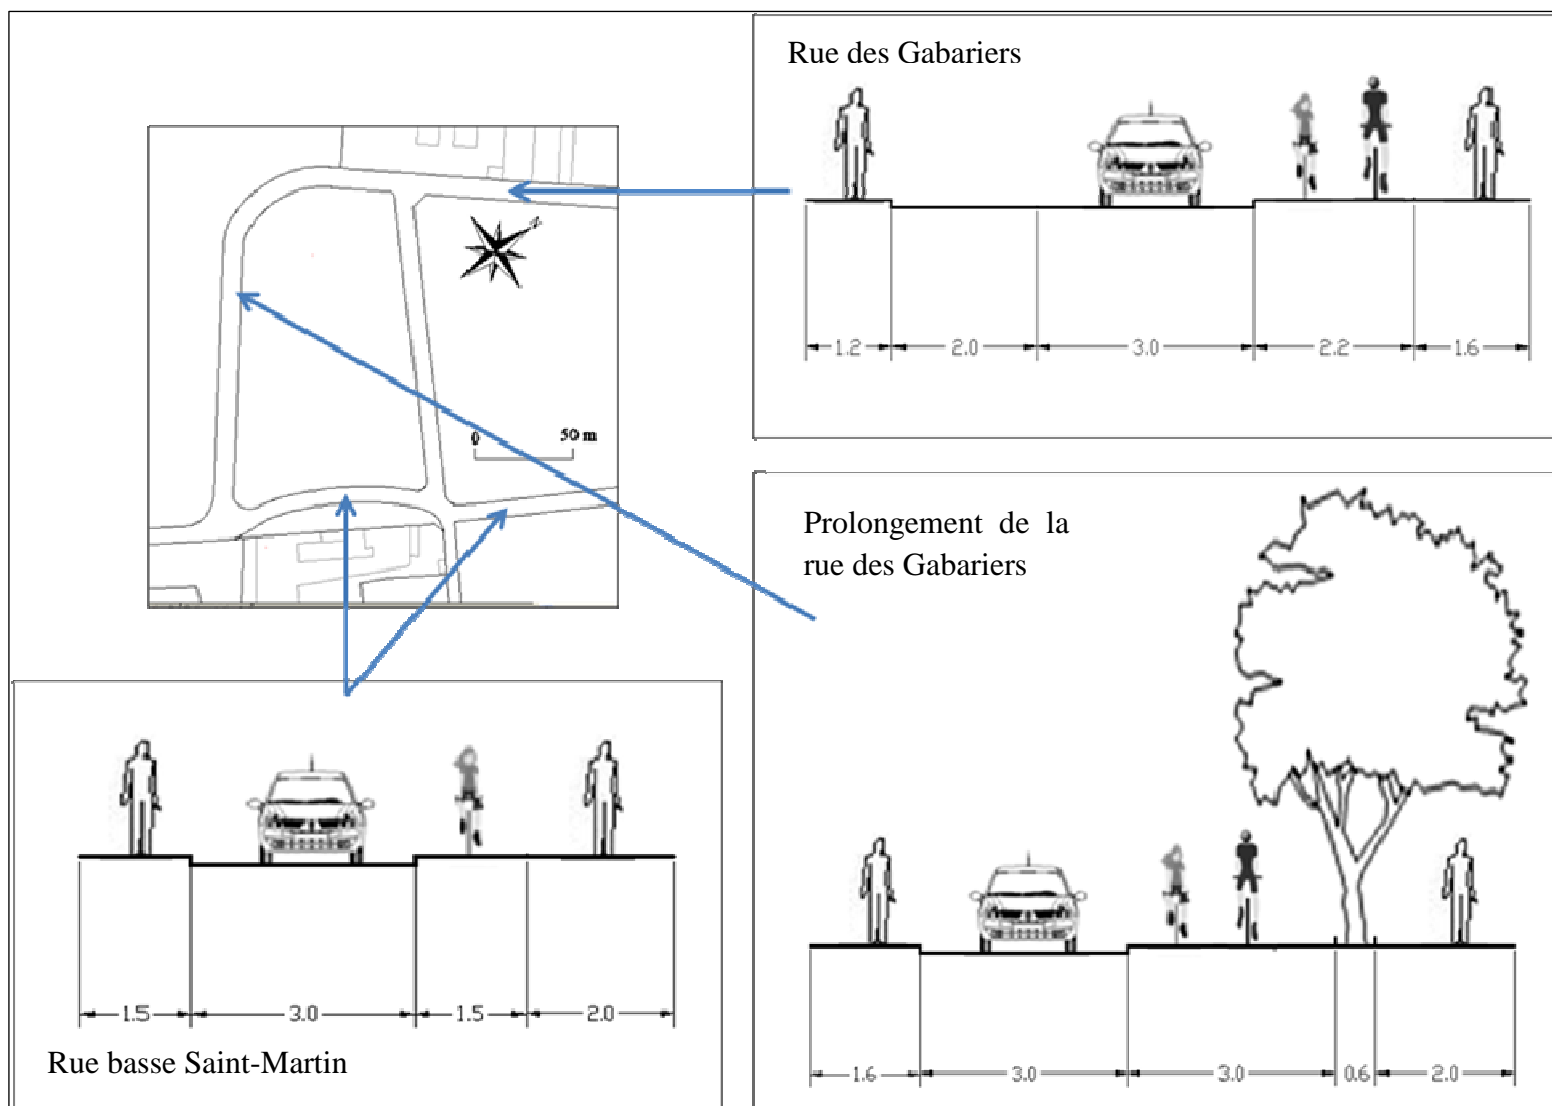 Rue des Gabariers
1.2 2.0 3.0 2.2 1.6
N
0 50 m
Prolongement de la
rue des Gabariers
1.6 3.0 3.0 0.6 2.0
1.5 3.0 1.5 2.0
Rue basse Saint-Martin